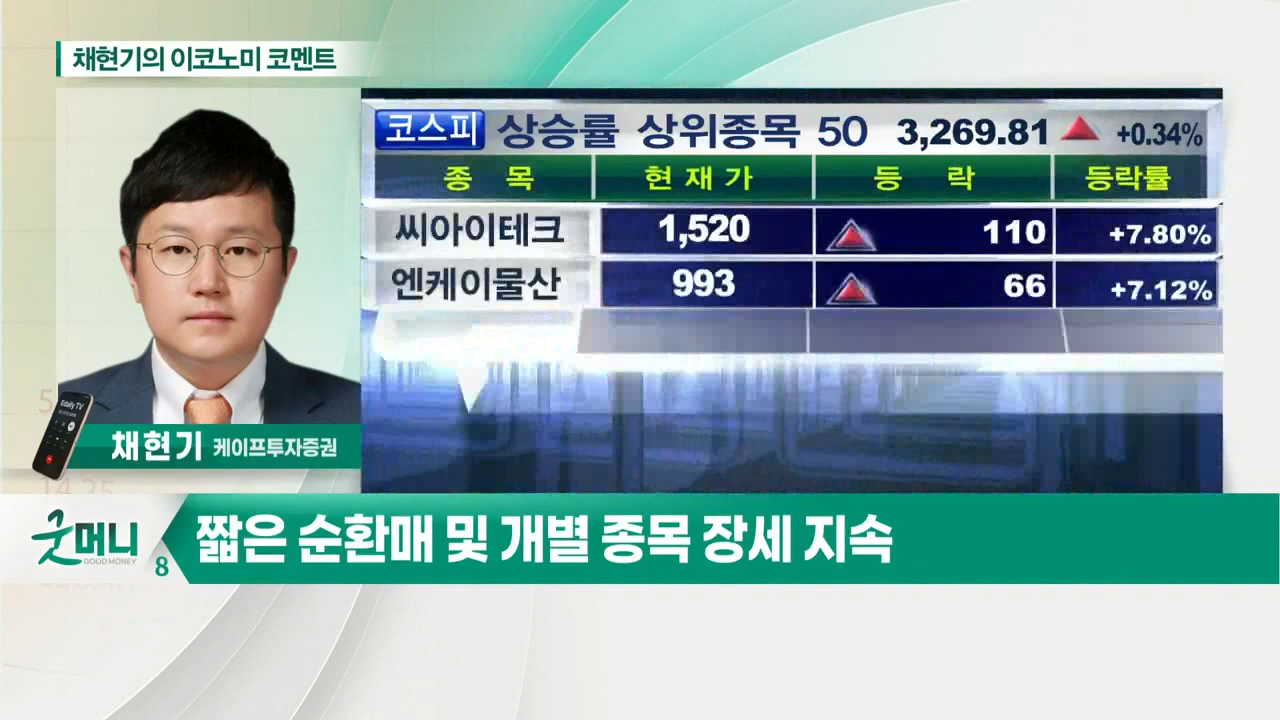 채현기의 이코노미 코멘트
코스피 상승률 상위종목 50 3,269.81 +0.34%
종 목 현 재 가 등 락 등락률
씨아이테크 1,520 110 +7.80%
엔케이물산 993 66 +7.12%
Edaily TV
채현기 케이프투자증권
14.25
굿머니
GOOD MONEY
8
짧은 순환매 및 개별 종목 장세 지속